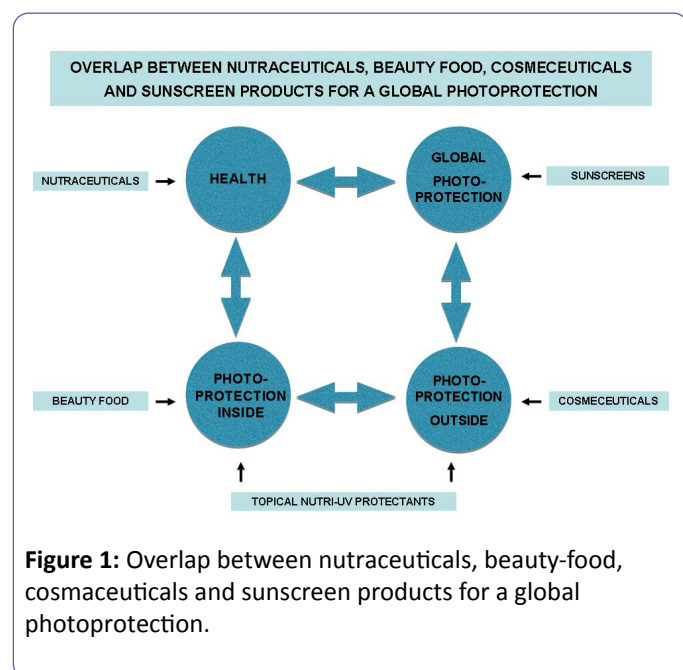 OVERLAP BETWEEN NUTRACEUTICALS, BEAUTY FOOD, COSMECEUTICALS
AND SUNSCREEN PRODUCTS FOR A GLOBAL PHOTOPROTECTION
NUTRACEUTICALS
HEALTH
GLOBAL
PHOTO-
PROTECTION
SUNSCREENS
BEAUTY FOOD
PHOTO-
PROTECTION
INSIDE
PHOTO-
PROTECTION
OUTSIDE
COSMECEUTICALS
TOPICAL NUTRI-UV PROTECTANTS
Figure 1: Overlap between nutraceuticals, beauty-food,
cosmaceuticals and sunscreen products for a global
photoprotection.